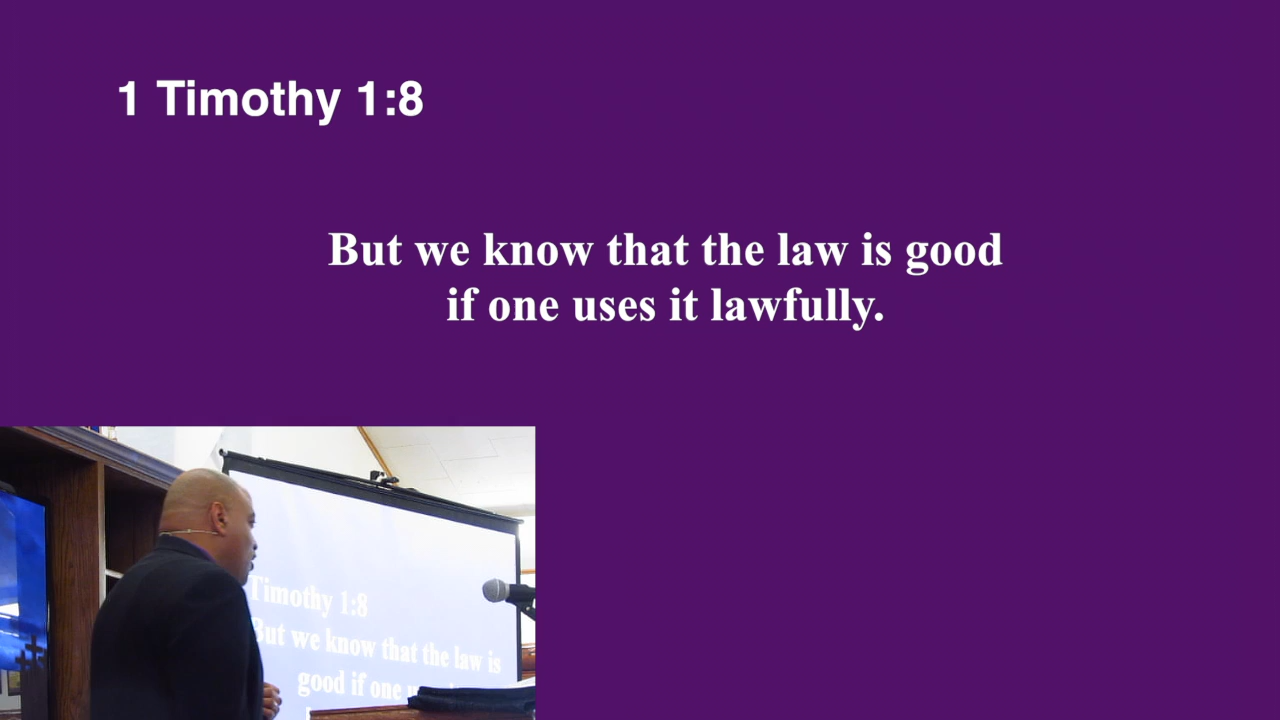 1 Timothy 1:8
But we know that the law is good
if one uses it lawfully.
Timothy 1:8
But we know that the law is
good if one